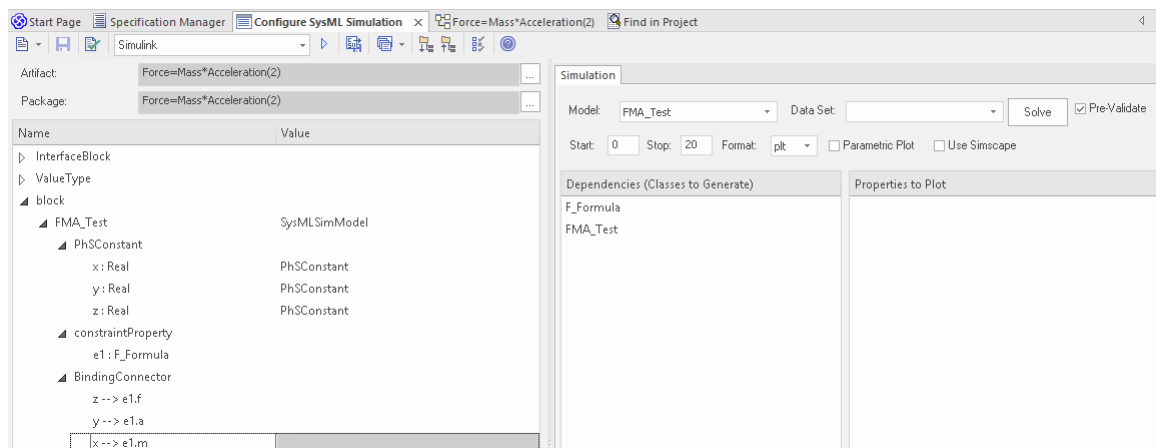 Start Page Specification Manager Configure SysML Simulation × Force=Mass*Acceleration(2) Find in Project
Simulink
Artifact: Force=Mass*Acceleration(2) ...
Package: Force=Mass*Acceleration(2) ...
Name Value
InterfaceBlock
ValueType
block
FMA_Test SysMLSimModel
PhSConstant
x : Real PhSConstant
y : Real PhSConstant
z : Real PhSConstant
constraintProperty
e1 : F_Formula
BindingConnector
z --> e1.f
y --> e1.a
x --> e1.m
Simulation
Model: FMA_Test Data Set: Solve Pre-Validate
Start: 0 Stop: 20 Format: plt Parametric Plot Use Simscape
Dependencies (Classes to Generate) Properties to Plot
F_Formula
FMA_Test